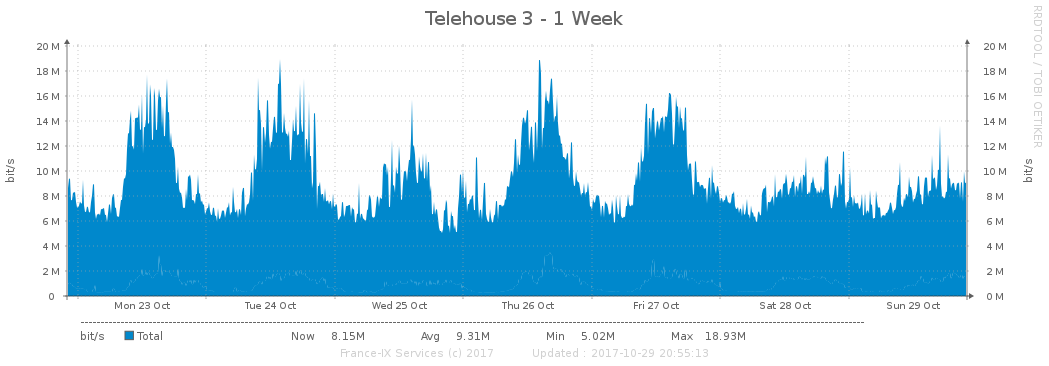 Telehouse 3 - 1 Week
RRDTOOL / TOBI OETIKER
bit/s
20 M
18 M
16 M
14 M
12 M
10 M
8 M
6 M
4 M
2 M
0
20 M
18 M
16 M
14 M
12 M
10 M
8 M
6 M
4 M
2 M
0 M
bit/s
Mon 23 Oct Tue 24 Oct Wed 25 Oct Thu 26 Oct Fri 27 Oct Sat 28 Oct Sun 29 Oct
bit/s Total Now 8.15M Avg 9.31M Min 5.02M Max 18.93M
France-IX Services (c) 2017 Updated : 2017-10-29 20:55:13